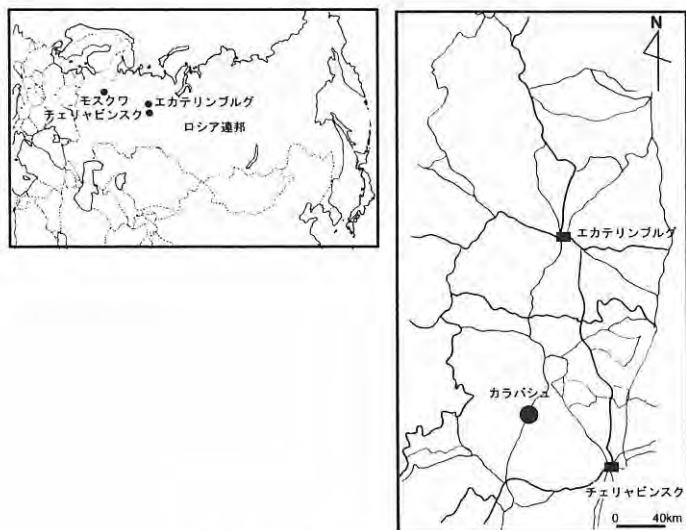 モスクワ
エカテリンブルグ
チェリャビンスク
ロシア連邦
N
エカテリンブルグ
カラバシュ
チェリャビンスク
0 40km